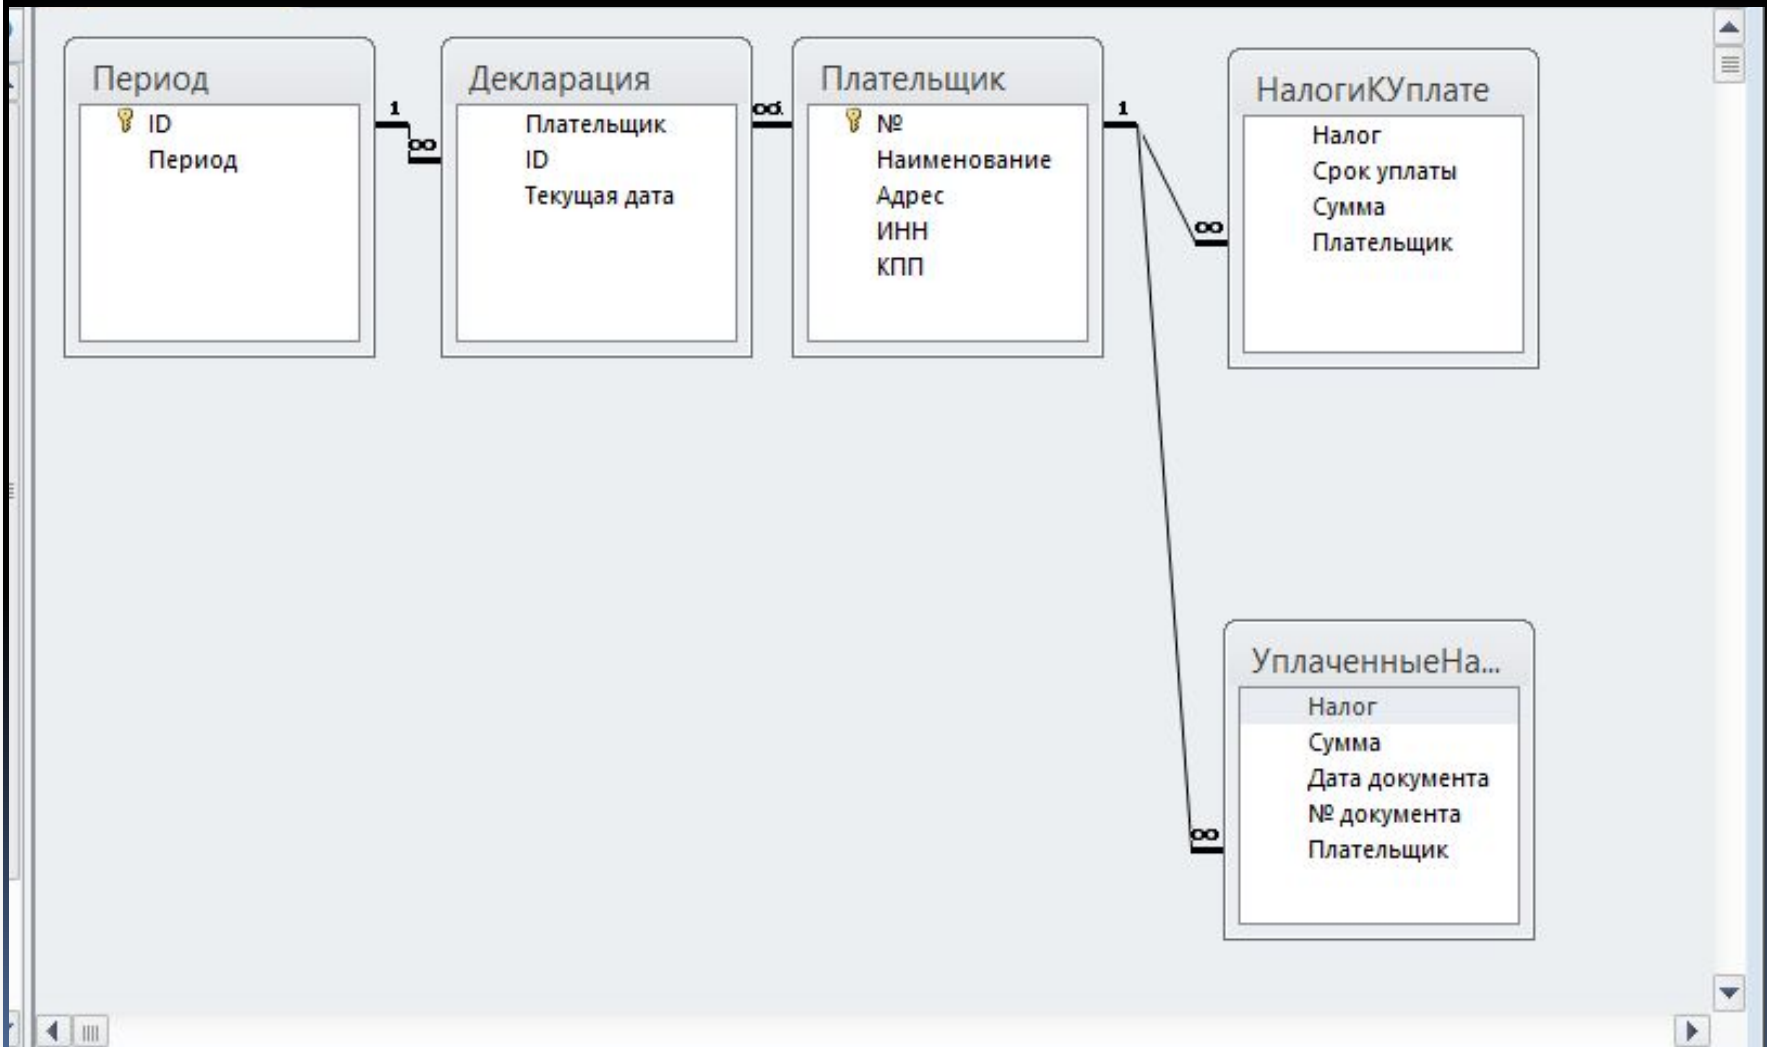 Период
ID
Период
1
∞
Декларация
Плательщик
ID
Текущая дата
∞
Плательщик
№
Наименование
Адрес
ИНН
КПП
1
∞
НалогиКУплате
Налог
Срок уплаты
Сумма
Плательщик
∞
УплаченныеНа...
Налог
Сумма
Дата документа
№ документа
Плательщик